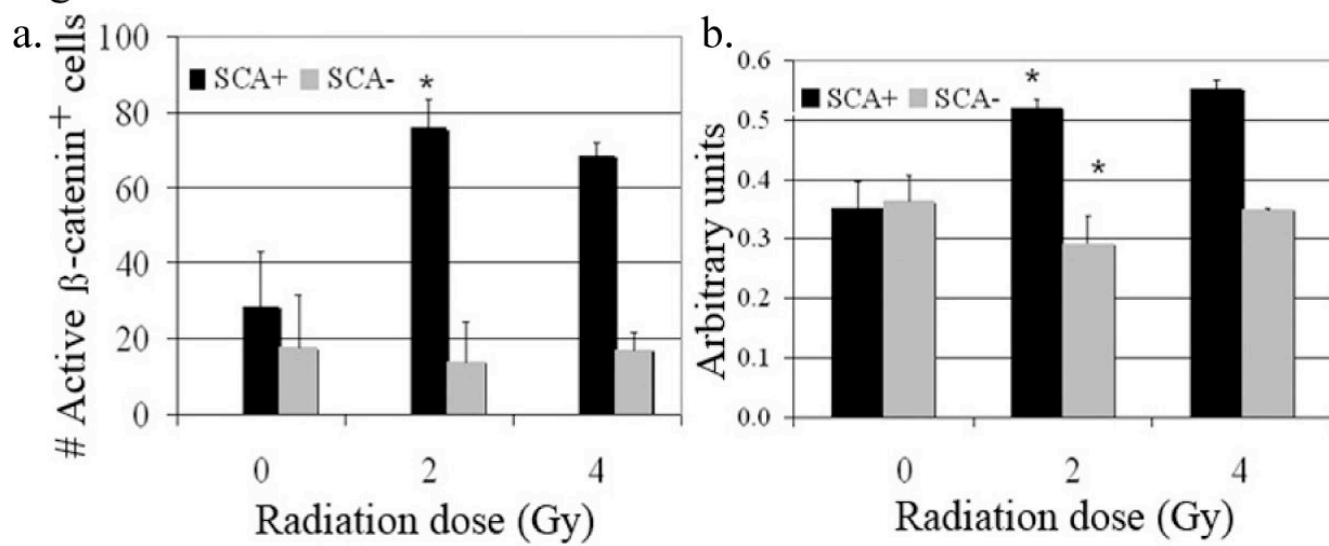 a.
# Active ß-catenin+ cells
100
80
60
40
20
0
SCA+ SCA-
*
0 2 4
Radiation dose (Gy)
b.
Arbitrary units
0.6
0.5
0.4
0.3
0.2
0.1
0.0
SCA+ SCA-
*
*
0 2 4
Radiation dose (Gy)